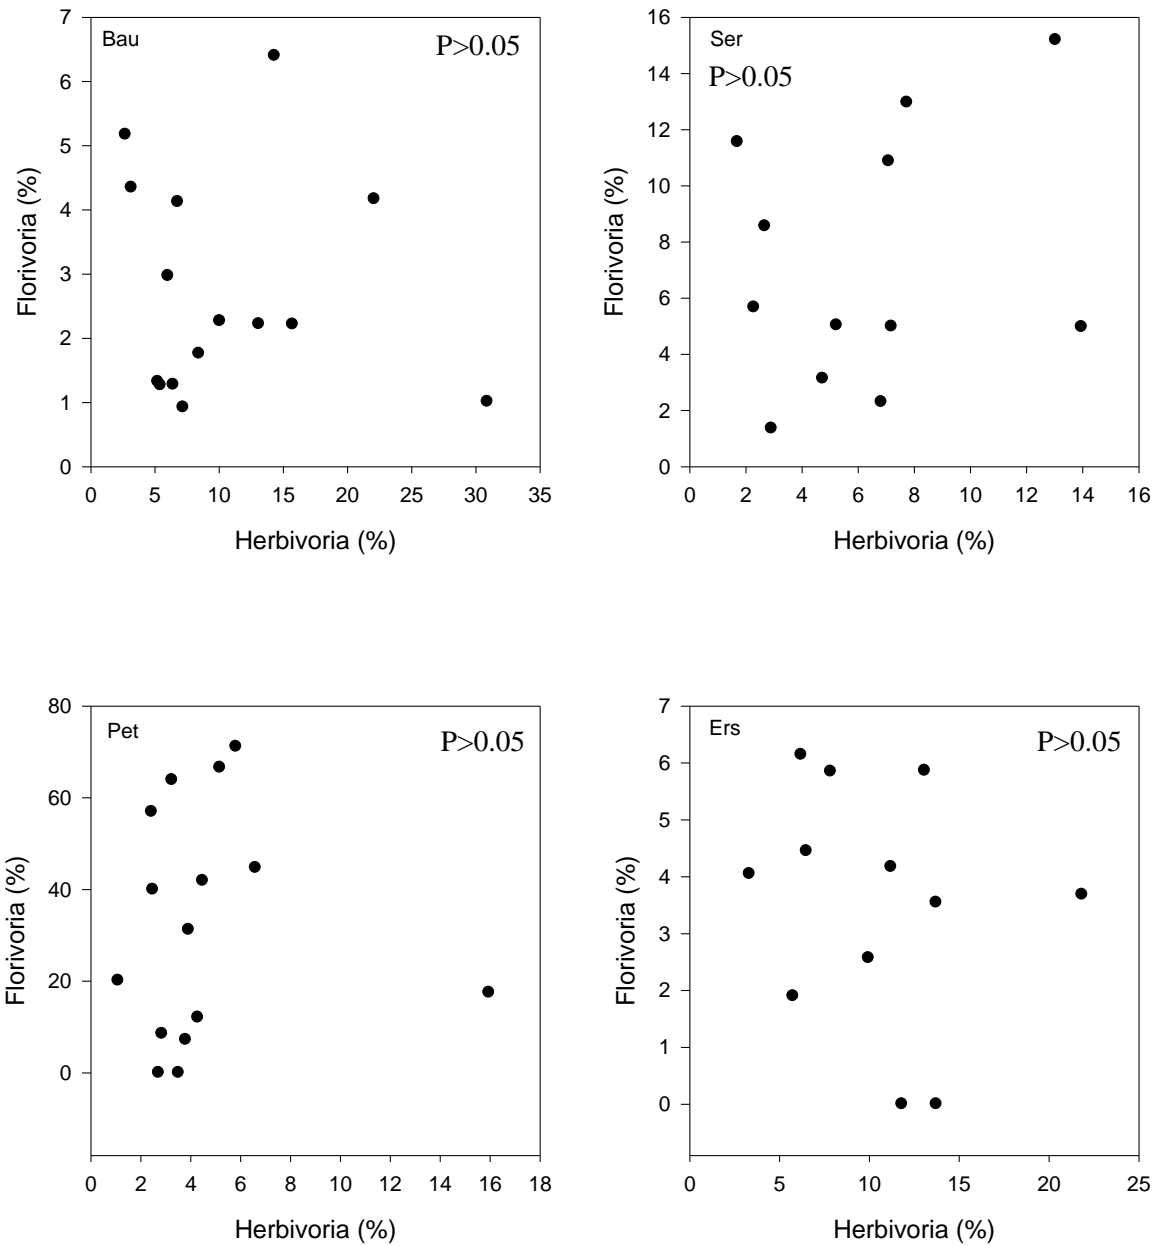 Bau
P>0.05
7
6
5
4
3
2
1
0
Florivoria (%)
0 5 10 15 20 25 30 35
Herbivoria (%)
Ser
P>0.05
16
14
12
10
8
6
4
2
0
Florivoria (%)
0 2 4 6 8 10 12 14 16
Herbivoria (%)
Pet
P>0.05
80
60
40
20
0
Florivoria (%)
0 2 4 6 8 10 12 14 16 18
Herbivoria (%)
Ers
P>0.05
7
6
5
4
3
2
1
0
Florivoria (%)
0 5 10 15 20 25
Herbivoria (%)